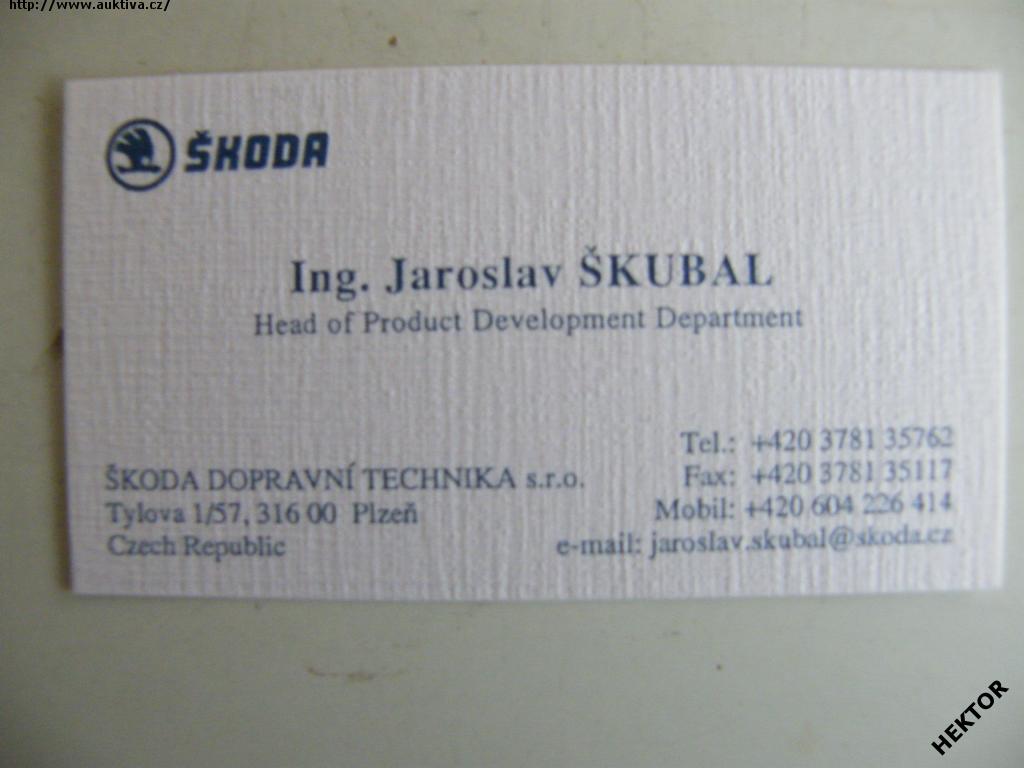 http://www.auktiva.cz/
ŠKODA
Ing. Jaroslav ŠKUBAL
Head of Product Development Department
ŠKODA DOPRAVNÍ TECHNIKA s.r.o.
Tylova 1/57, 316 00 Plzeň
Czech Republic
Tel.: +420 3781 35762
Fax: +420 3781 35117
Mobil: +420 604 226 414
e-mail: jaroslav.skubal@skoda.cz
HEKTOR